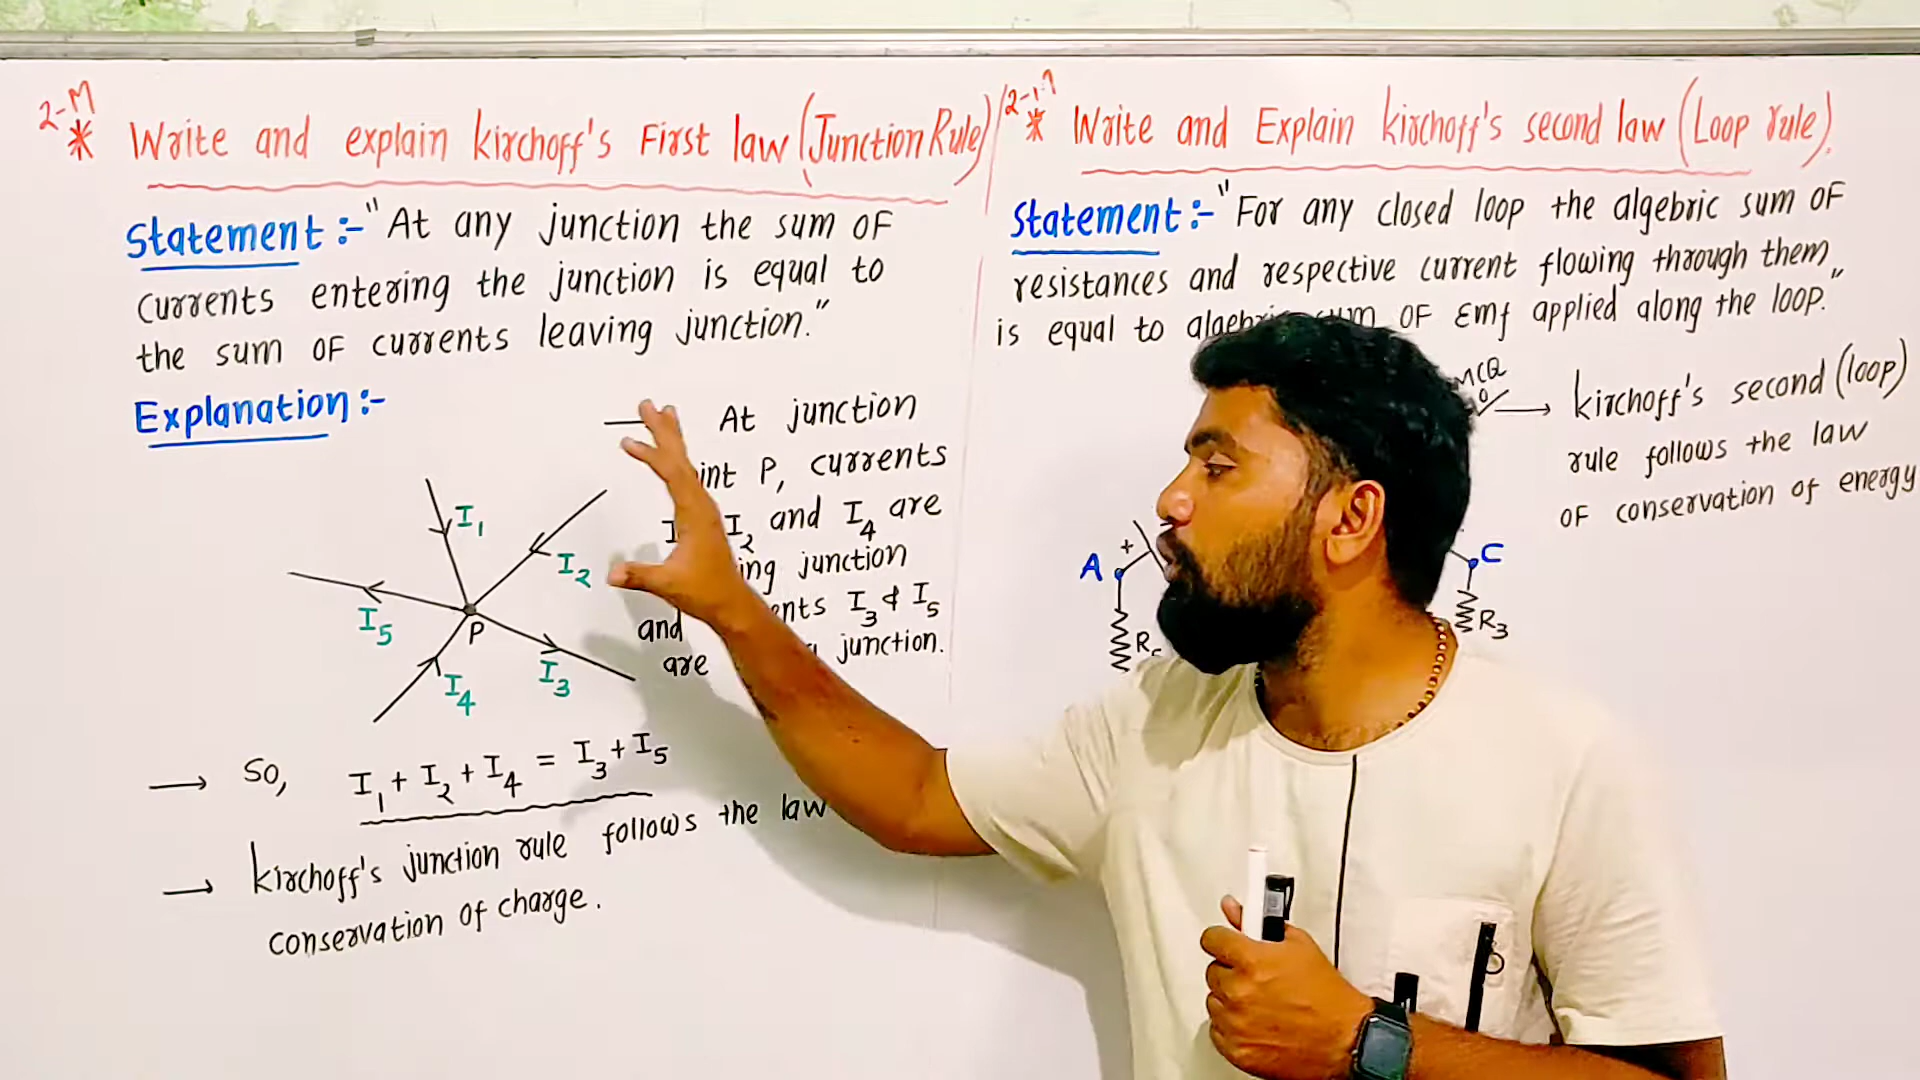 2-M
* Write and explain kirchoff's First law (Junction Rule)
Statement :- "At any junction the sum OF
currents entering the junction is equal to
the sum OF currents leaving junction."
Explanation :-
At junction
P, currents
I2 and I4 are
junction
and I3 & I5
are junction.
I1
I2
I5
P
I4
I3
So, I1 + I2 + I4 = I3 + I5
kirchoff's junction rule follows the law
conservation of charge.
* Write and Explain kirchoff's second law (Loop rule).
Statement :- "For any closed loop the algebric sum OF
resistances and respective current flowing through them
is equal to OF Emf applied along the loop."
MCQ
kirchoff's second (loop)
rule follows the law
OF conservation of energy
A
+
C
R3